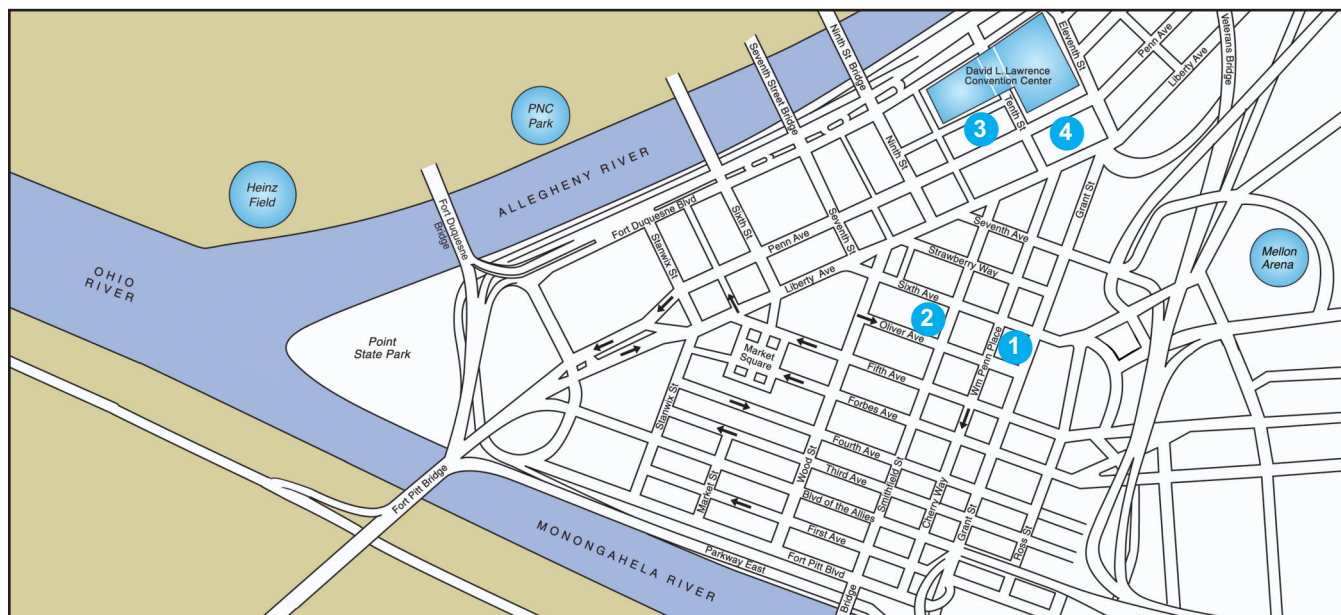 PNC
Park
Heinz
Field
OHIO
RIVER
ALLEGHENY RIVER
Point
State Park
Fort Duquesne
Bridge
Fort Pitt Bridge
MONONGAHELA RIVER
Seventh Street Bridge
Ninth St Bridge
David L. Lawrence
Convention Center
Eleventh St
Penn Ave
Liberty Ave
Veterans Bridge
Tenth St
3
4
Ninth St
Grant St
Fort Duquesne Blvd
Sixth St
Stanwix St
Penn Ave
Seventh St
Liberty Ave
Seventh Ave
Strawberry Way
Sixth Ave
Mellon
Arena
2
Oliver Ave
1
Wm Penn Place
Market
Square
Fifth Ave
Forbes Ave
Stanwix St
Fourth Ave
Third Ave
Wood St
Market St
Smithfield St
Blvd of the Allies
Cherry Way
First Ave
Grant St
Ross St
Parkway East
Fort Pitt Blvd
Bridge